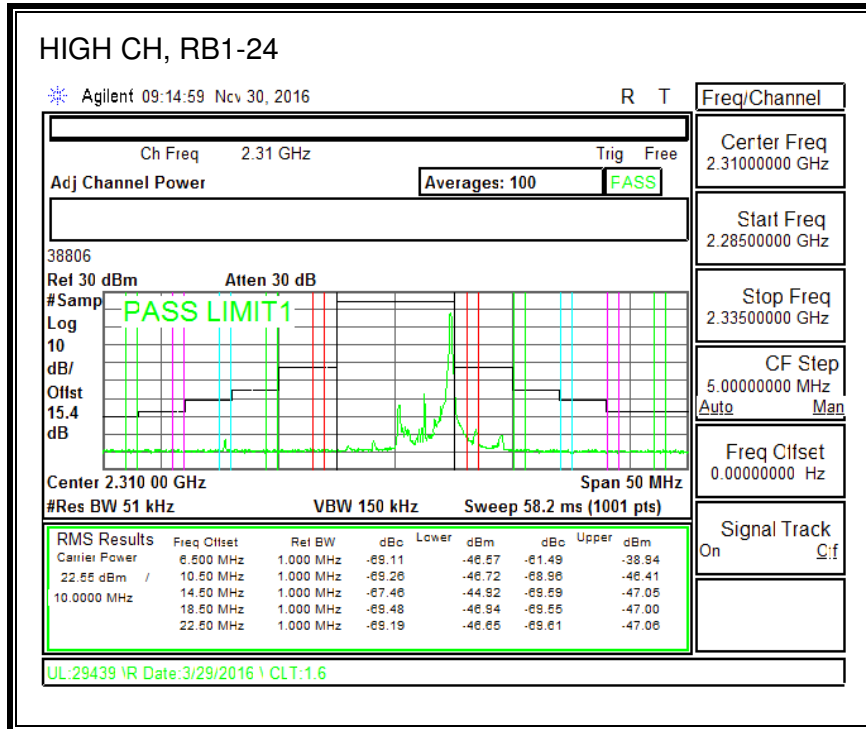 HIGH CH, RB1-24
Agilent 09:14:59 Nov 30, 2016 R T
Ch Freq 2.31 GHz Trig Free
Adj Channel Power Averages: 100 PASS
38806
Ref 30 dBm Atten 30 dB
#Samp
Log
10
dB/
Offst
15.4
dB
PASS LIMIT1
Center 2.310 00 GHz Span 50 MHz
#Res BW 51 kHz VBW 150 kHz Sweep 58.2 ms (1001 pts)
RMS Results Freq Offset Ref BW dBc Lower dBm dBc Upper dBm
Carrier Power 6.500 MHz 1.000 MHz -69.11 -46.57 -61.49 -38.94
22.55 dBm / 10.50 MHz 1.000 MHz -69.26 -46.72 -68.96 -46.41
10.0000 MHz 14.50 MHz 1.000 MHz -67.46 -44.92 -69.59 -47.05
18.50 MHz 1.000 MHz -69.48 -46.94 -69.55 -47.00
22.50 MHz 1.000 MHz -69.19 -46.65 -69.61 -47.06
UL:29439 \R Date:3/29/2016 \ CLT:1.6
Freq/Channel
Center Freq
2.31000000 GHz
Start Freq
2.28500000 GHz
Stop Freq
2.33500000 GHz
CF Step
5.00000000 MHz
Auto Man
Freq Offset
0.00000000 Hz
Signal Track
On Off